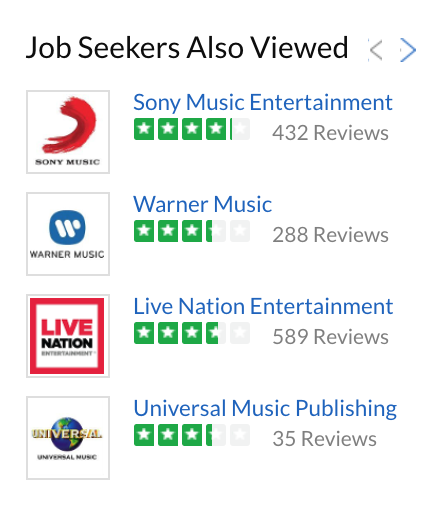 Job Seekers Also Viewed
SONY MUSIC
Sony Music Entertainment
432 Reviews
WARNER MUSIC
Warner Music
288 Reviews
LIVE
NATION
ENTERTAINMENT
Live Nation Entertainment
589 Reviews
UNIVERSAL
UNIVERSAL MUSIC
Universal Music Publishing
35 Reviews